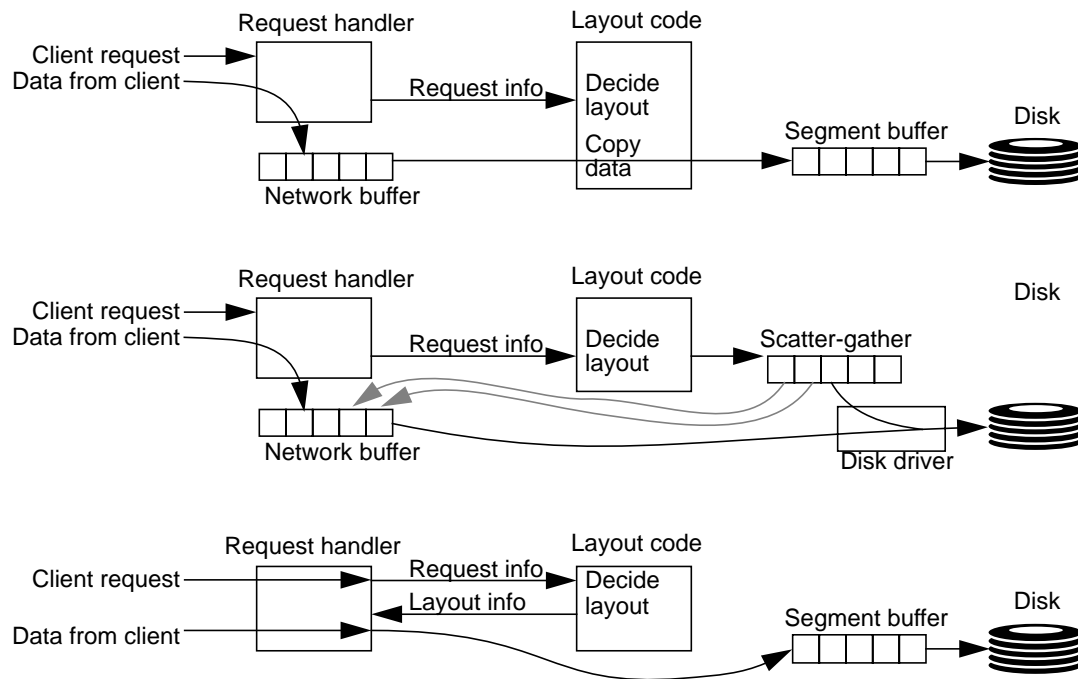 Request handler
Layout code
Client request
Data from client
Request info
Decide
layout
Disk
Segment buffer
Copy
data
Network buffer
Request handler
Layout code
Disk
Client request
Data from client
Request info
Decide
layout
Scatter-gather
Network buffer
Disk driver
Request handler
Layout code
Client request
Request info
Decide
layout
Layout info
Disk
Data from client
Segment buffer